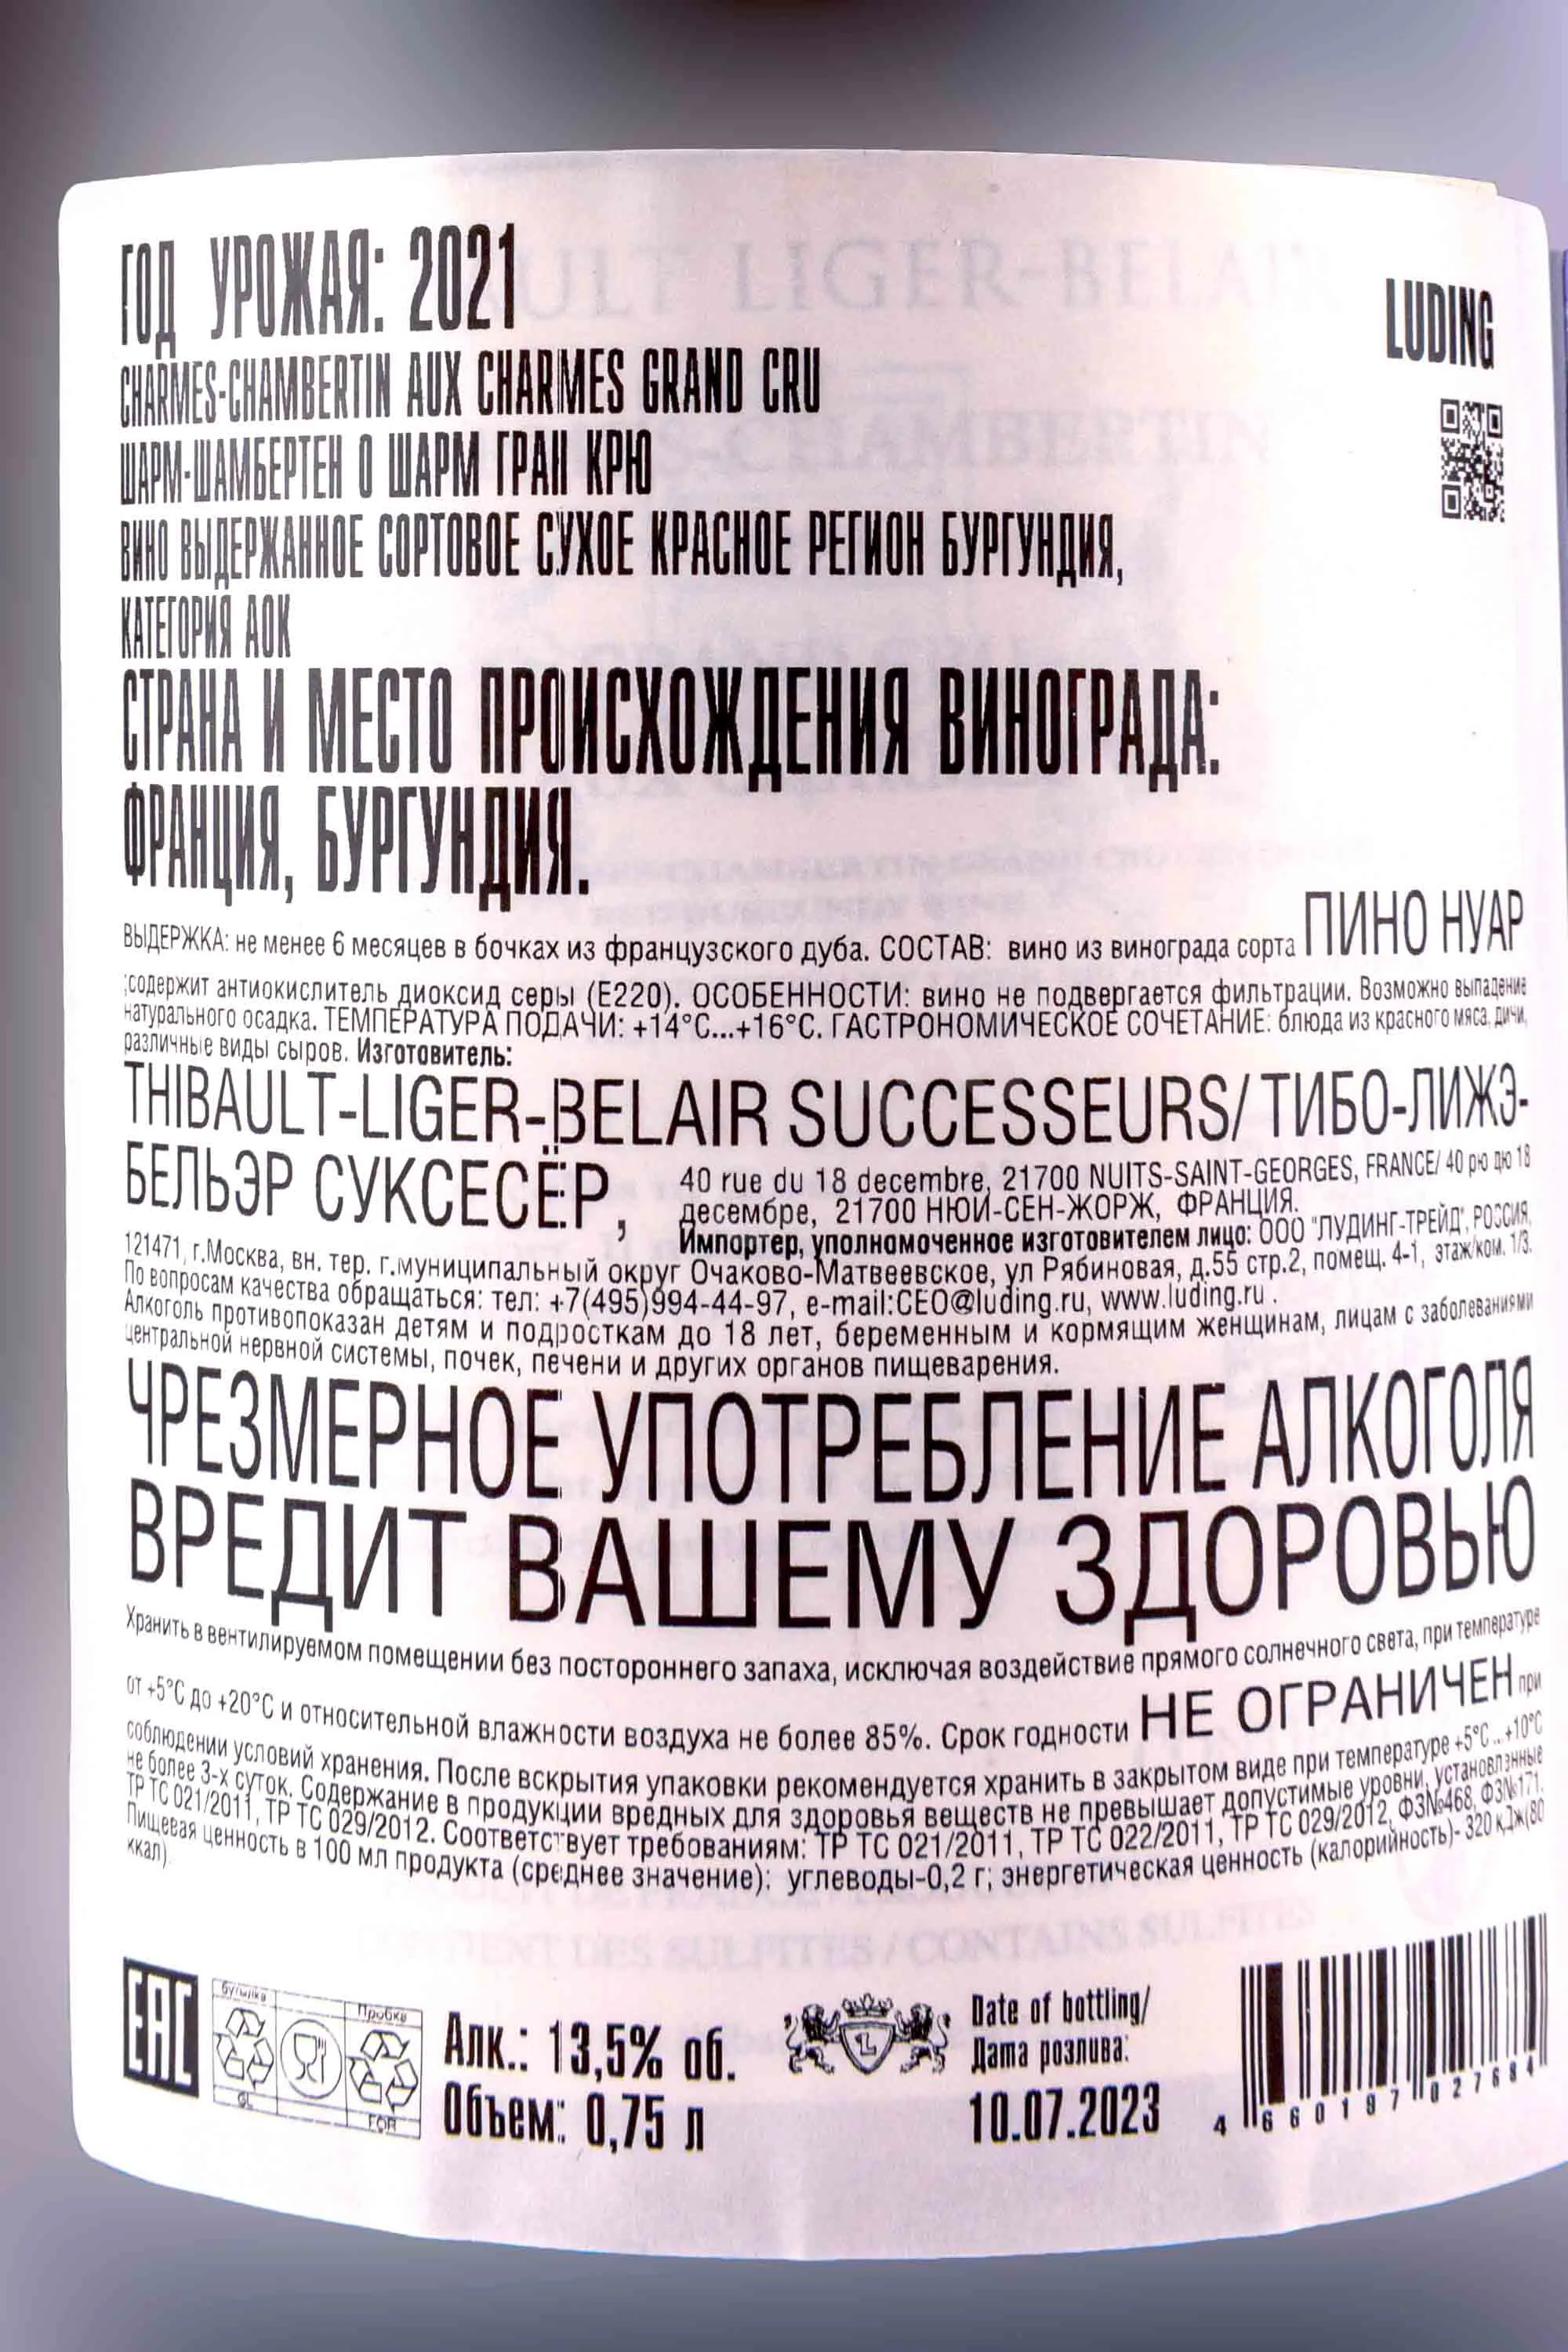 ГОД УРОЖАЯ: 2021
LUDING
CHARMES-CHAMBERTIN AUX CHARMES GRAND CRU
ШАРМ-ШАМБЕРТЕН О ШАРМ ГРАН КРЮ
ВИНО ВЫДЕРЖАННОЕ СОРТОВОЕ СУХОЕ КРАСНОЕ РЕГИОН БУРГУНДИЯ,
КАТЕГОРИЯ АОК
СТРАНА И МЕСТО ПРОИСХОЖДЕНИЯ ВИНОГРАДА:
ФРАНЦИЯ, БУРГУНДИЯ.
ВЫДЕРЖКА: не менее 6 месяцев в бочках из французского дуба. СОСТАВ: вино из винограда сорта ПИНО НУАР
;содержит антиокислитель диоксид серы (Е220). ОСОБЕННОСТИ: вино не подвергается фильтрации. Возможно выпадение
натурального осадка. ТЕМПЕРАТУРА ПОДАЧИ: +14°С...+16°С. ГАСТРОНОМИЧЕСКОЕ СОЧЕТАНИЕ: блюда из красного мяса, дичи,
различные виды сыров. Изготовитель:
THIBAULT-LIGER-BELAIR SUCCESSEURS/ ТИБО-ЛИЖЭ-
БЕЛЬЭР СУКСЕСЁР,
40 rue du 18 decembre, 21700 NUITS-SAINT-GEORGES, FRANCE/ 40 рю дю 18
десембре, 21700 НЮИ-СЕН-ЖОРЖ, ФРАНЦИЯ.
Импортер, уполномоченное изготовителем лицо: ООО "ЛУДИНГ-ТРЕЙД", РОССИЯ,
121471, г.Москва, вн. тер. г.муниципальный округ Очаково-Матвеевское, ул Рябиновая, д.55 стр.2, помещ. 4-1, этаж/ком. 1/3.
По вопросам качества обращаться: тел: +7(495)994-44-97, e-mail:CEO@luding.ru, www.luding.ru .
Алкоголь противопоказан детям и подросткам до 18 лет, беременным и кормящим женщинам, лицам с заболеваниями
центральной нервной системы, почек, печени и других органов пищеварения.
ЧРЕЗМЕРНОЕ УПОТРЕБЛЕНИЕ АЛКОГОЛЯ
ВРЕДИТ ВАШЕМУ ЗДОРОВЬЮ
Хранить в вентилируемом помещении без постороннего запаха, исключая воздействие прямого солнечного света, при температуре
от +5°С до +20°С и относительной влажности воздуха не более 85%. Срок годности НЕ ОГРАНИЧЕН при
соблюдении условий хранения. После вскрытия упаковки рекомендуется хранить в закрытом виде при температуре +5°С...+10°С
не более 3-х суток. Содержание в продукции вредных для здоровья веществ не превышает допустимые уровни, установленные
ТР ТС 021/2011, ТР ТС 029/2012. Соответствует требованиям: ТР ТС 021/2011, ТР ТС 022/2011, ТР ТС 029/2012, ФЗ№468, ФЗ№171.
Пищевая ценность в 100 мл продукта (среднее значение): углеводы-0,2 г; энергетическая ценность (калорийность)- 320 кДж(80
ккал).
EAC
бутылка
GL
Пробка
FOR
Алк.: 13,5% об.
Объем: 0,75 л
L
Date of bottling/
Дата розлива:
10.07.2023
4 660197 027684